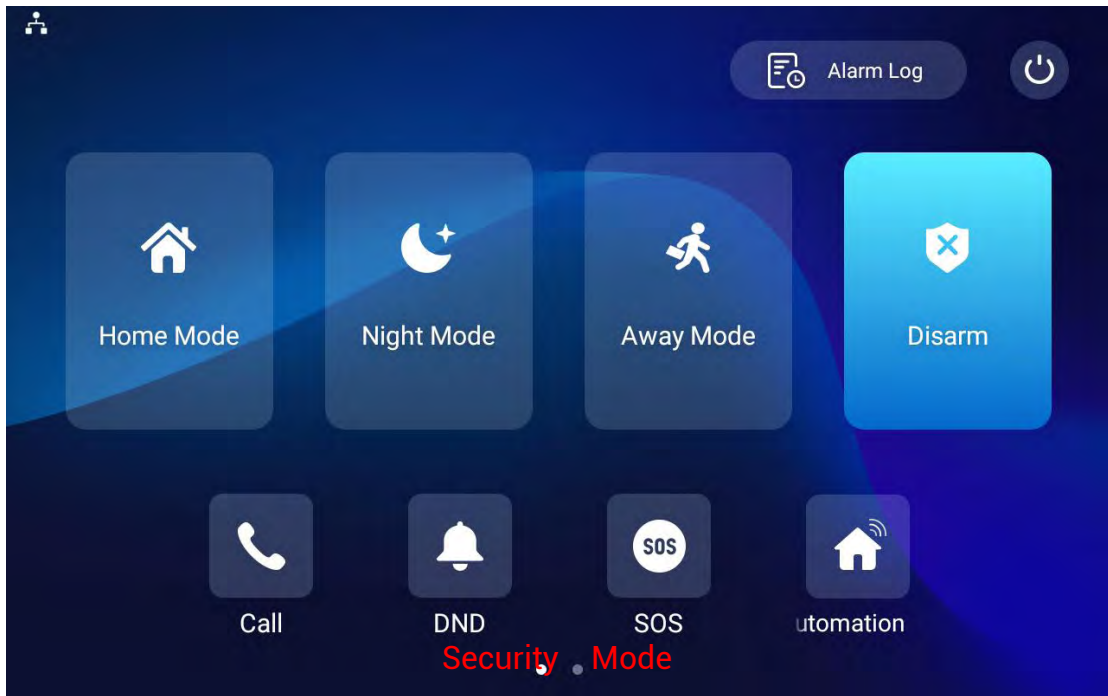 Alarm Log
Home Mode Night Mode Away Mode Disarm
SOS
Call DND SOS utomation
Security Mode